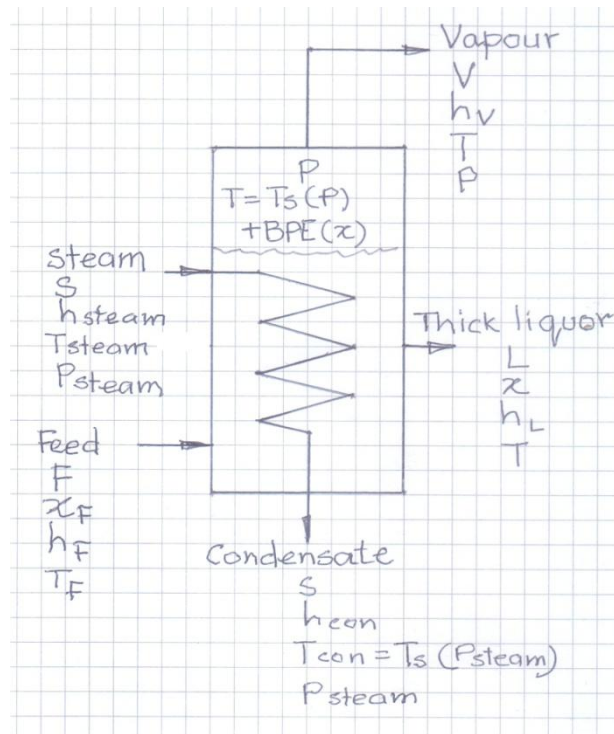 Vapour
V
hV
T
P
P
T = Ts(P)
+BPE(x)
Steam
S
hsteam
Tsteam
Psteam
Thick liquor
L
x
hL
T
Feed
F
xF
hF
TF
Condensate
S
hcon
Tcon = Ts (Psteam)
Psteam